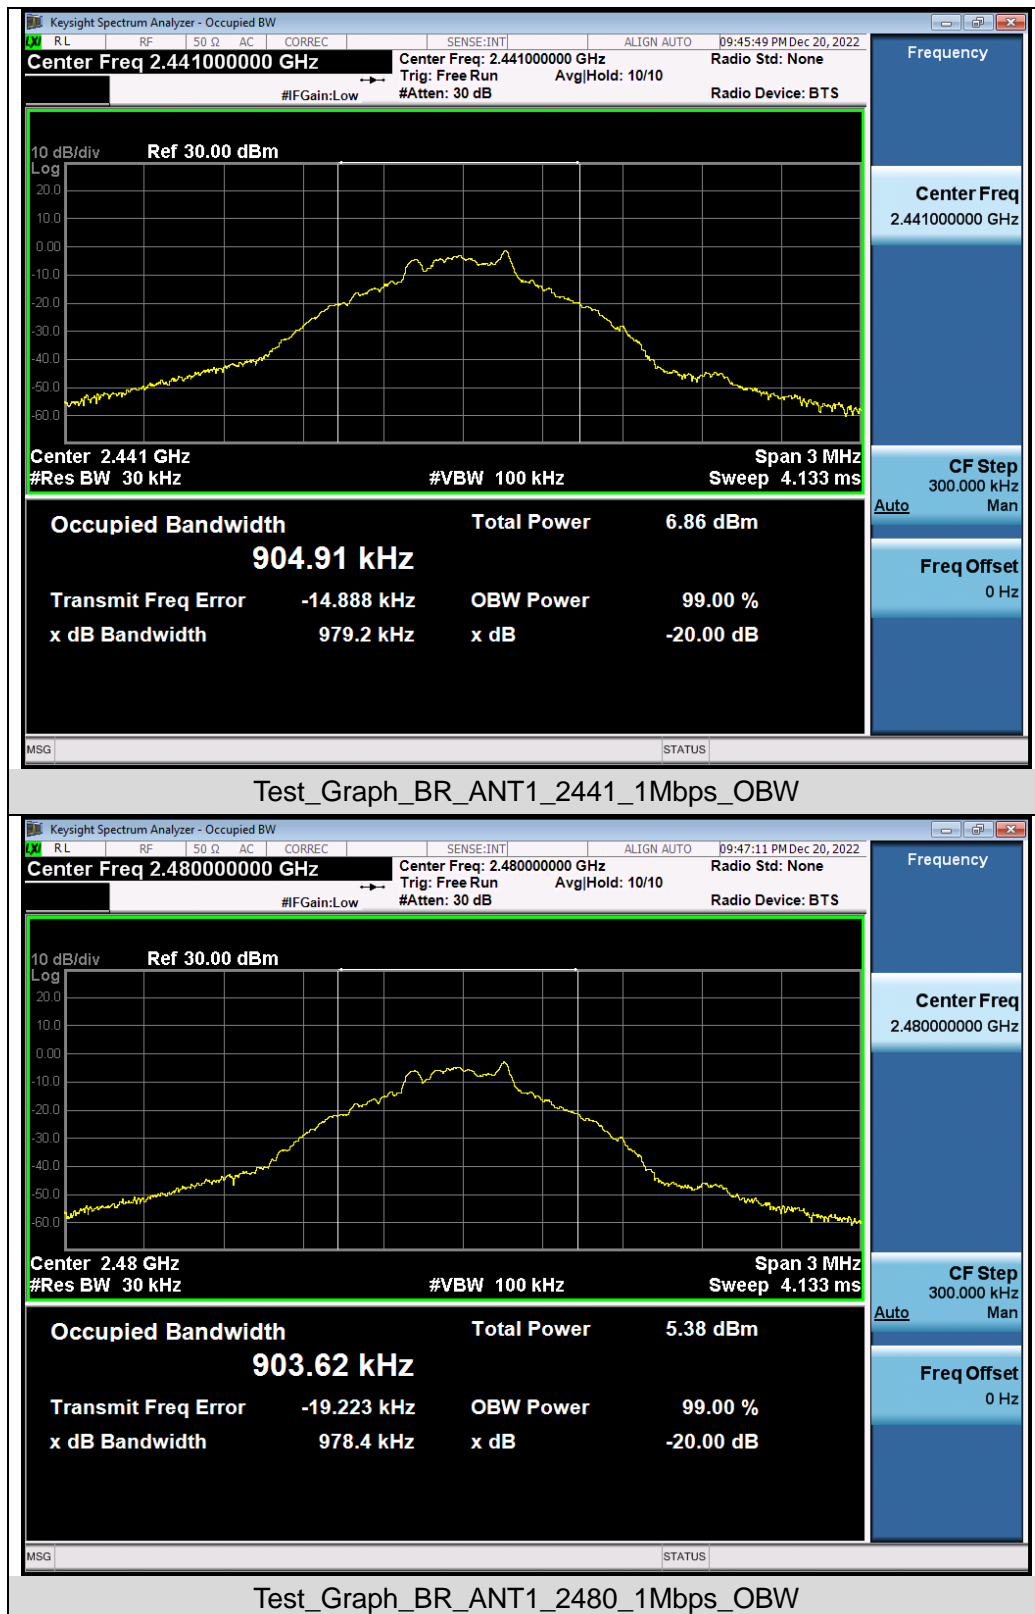 Keysight Spectrum Analyzer - Occupied BW
LXI RL RF 50 Ω AC CORREC SENSE:INT ALIGN AUTO 09:45:49 PM Dec 20, 2022
Center Freq 2.441000000 GHz
Center Freq: 2.441000000 GHz
Radio Std: None
Trig: Free Run Avg|Hold: 10/10
#IFGain:Low #Atten: 30 dB
Radio Device: BTS
Frequency
10 dB/div Ref 30.00 dBm
Log
20.0
10.0
0.00
-10.0
-20.0
-30.0
-40.0
-50.0
-60.0
Center 2.441 GHz Span 3 MHz
#Res BW 30 kHz #VBW 100 kHz Sweep 4.133 ms
Center Freq
2.441000000 GHz
CF Step
300.000 kHz
Auto Man
Freq Offset
0 Hz
Occupied Bandwidth Total Power 6.86 dBm
904.91 kHz
Transmit Freq Error -14.888 kHz OBW Power 99.00 %
x dB Bandwidth 979.2 kHz x dB -20.00 dB
MSG STATUS
Test_Graph_BR_ANT1_2441_1Mbps_OBW
Keysight Spectrum Analyzer - Occupied BW
LXI RL RF 50 Ω AC CORREC SENSE:INT ALIGN AUTO 09:47:11 PM Dec 20, 2022
Center Freq 2.480000000 GHz
Center Freq: 2.480000000 GHz
Radio Std: None
Trig: Free Run Avg|Hold: 10/10
#IFGain:Low #Atten: 30 dB
Radio Device: BTS
Frequency
10 dB/div Ref 30.00 dBm
Log
20.0
10.0
0.00
-10.0
-20.0
-30.0
-40.0
-50.0
-60.0
Center 2.48 GHz Span 3 MHz
#Res BW 30 kHz #VBW 100 kHz Sweep 4.133 ms
Center Freq
2.480000000 GHz
CF Step
300.000 kHz
Auto Man
Freq Offset
0 Hz
Occupied Bandwidth Total Power 5.38 dBm
903.62 kHz
Transmit Freq Error -19.223 kHz OBW Power 99.00 %
x dB Bandwidth 978.4 kHz x dB -20.00 dB
MSG STATUS
Test_Graph_BR_ANT1_2480_1Mbps_OBW